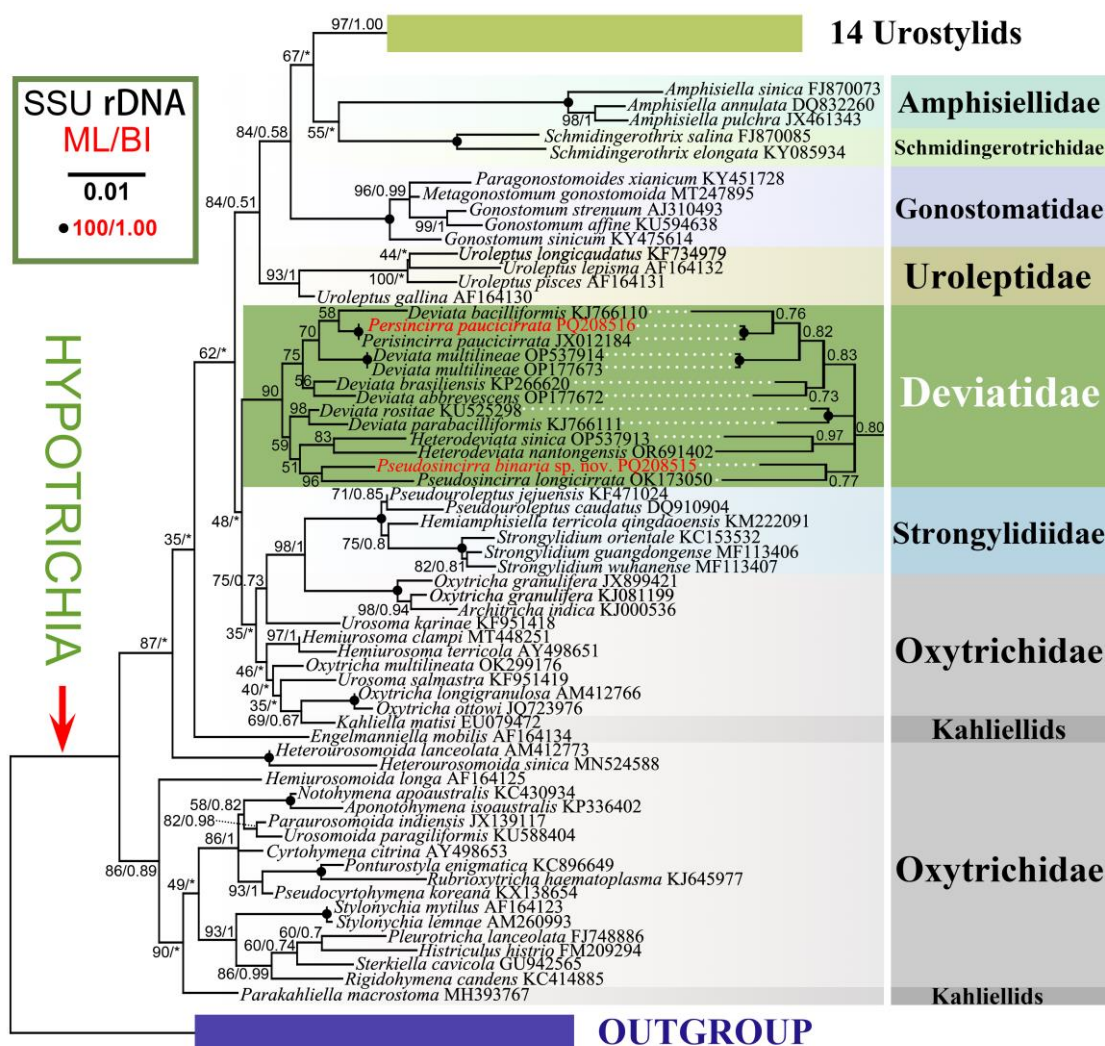 97/1.00
14 Urostylids
67/*
SSU rDNA
ML/BI
0.01
100/1.00
Amphisiella sinica FJ870073
Amphisiella annulata DQ832260
Amphisiella pulchra JX461343
98/1
Amphisiellidae
84/0.58
55/*
Schmidingerothrix salina FJ870085
Schmidingerothrix elongata KY085934
Schmidingerotrichidae
84/0.51
96/0.99
Paragonostomoides xianicum KY451728
Metagonostomum gonostomoida MT247895
Gonostomum strenuum AJ310493
99/1
Gonostomum affine KU594638
Gonostomum sinicum KY475614
Gonostomatidae
44/*
Uroleptus longicaudatus KF734979
Uroleptus lepisma AF164132
93/1
100/*
Uroleptus pisces AF164131
Uroleptus gallina AF164130
Uroleptidae
HYPOTRICHIA
62/*
58
Deviata bacilliformis KJ766110
0.76
70
Persincirra paucicirrata PQ208516
0.82
Perisincirra paucicirrata JX012184
75
Deviata multilineae OP537914
0.83
Deviata multilineae OP177673
90
56
Deviata brasiliensis KP266620
Deviata abbrevescens OP177672
0.73
98
Deviata rositae KU525298
Deviata parabacilliformis KJ766111
0.80
59
83
Heterodeviata sinica OP537913
0.97
Heterodeviata nantongensis OR691402
51
Pseudosincirra binaria sp. nov. PQ208515
96
Pseudosincirra longicirrata OK173050
0.77
Deviatidae
48/*
35/*
71/0.85
Pseudouroleptus jejuensis KF471024
Pseudouroleptus caudatus DQ910904
Hemiamphisiella terricola qingdaoensis KM222091
98/1
75/0.8
Strongylidium orientale KC153532
Strongylidium guangdongense MF113406
82/0.81
Strongylidium wuhanense MF113407
Strongylidiidae
75/0.73
Oxytricha granulifera JX899421
Oxytricha granulifera KJ081199
98/0.94
Architricha indica KJ000536
35/*
Urosoma karinae KF951418
97/1
Hemiurosoma clampi MT448251
Hemiurosoma terricola AY498651
87/*
46/*
Oxytricha multilineata OK299176
40/*
Urosoma salmastra KF951419
35/*
Oxytricha longigranulosa AM412766
Oxytricha ottowi JQ723976
69/0.67
Kahliella matisi EU079472
Oxytrichidae
Engelmanniella mobilis AF164134
Kahliellids
Heterourosomoida lanceolata AM412773
Heterourosomoida sinica MN524588
Hemiurosomoida longa AF164125
58/0.82
Notohymena apoaustralis KC430934
Aponotohymena isoaustralis KP336402
82/0.98
Paraurosomoida indiensis JX139117
Urosomoida paragiliformis KU588404
86/1
Cyrtohymena citrina AY498653
86/0.89
Ponturostyla enigmatica KC896649
Rubrioxytricha haematoplasma KJ645977
49/*
93/1
Pseudocyrtohymena koreana KX138654
Stylonychia mytilus AF164123
Stylonychia lemnae AM260993
93/1
60/0.7
Pleurotricha lanceolata FJ748886
60/0.74
Histriculus histrio FM209294
90/*
Sterkiella cavicola GU942565
86/0.99
Rigidohymena candens KC414885
Oxytrichidae
Parakahliella macrostoma MH393767
Kahliellids
OUTGROUP